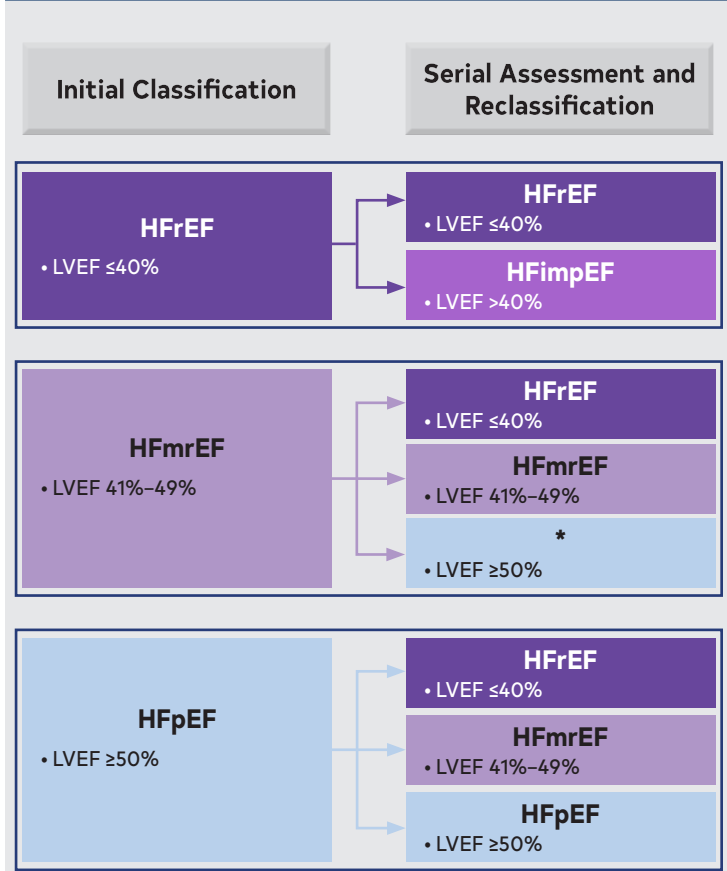 Initial Classification
Serial Assessment and
Reclassification
HFrEF
• LVEF ≤40%
HFrEF
• LVEF ≤40%
HFimpEF
• LVEF >40%
HFmrEF
• LVEF 41%–49%
HFrEF
• LVEF ≤40%
HFmrEF
• LVEF 41%–49%
*
• LVEF ≥50%
HFpEF
• LVEF ≥50%
HFrEF
• LVEF ≤40%
HFmrEF
• LVEF 41%–49%
HFpEF
• LVEF ≥50%